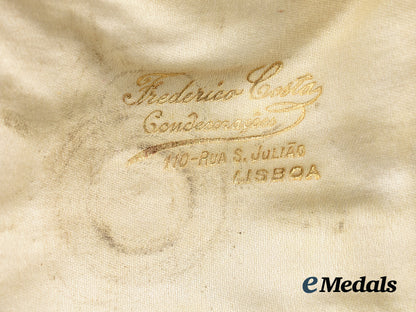 Frederico Costa
Condecorações
110-RUA S. JULIÃO
LISBOA
eMedals